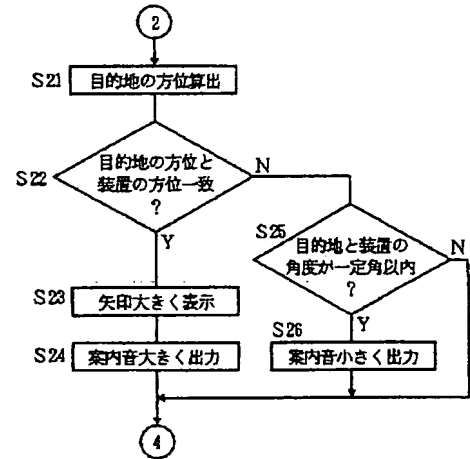 2
S21
目的地の方位算出
S22
目的地の方位と
装置の方位一致
?
N
Y
S25
目的地と装置の
角度が一定角以内
?
N
Y
S23
矢印大きく表示
S24
案内音大きく出力
S26
案内音小さく出力
4